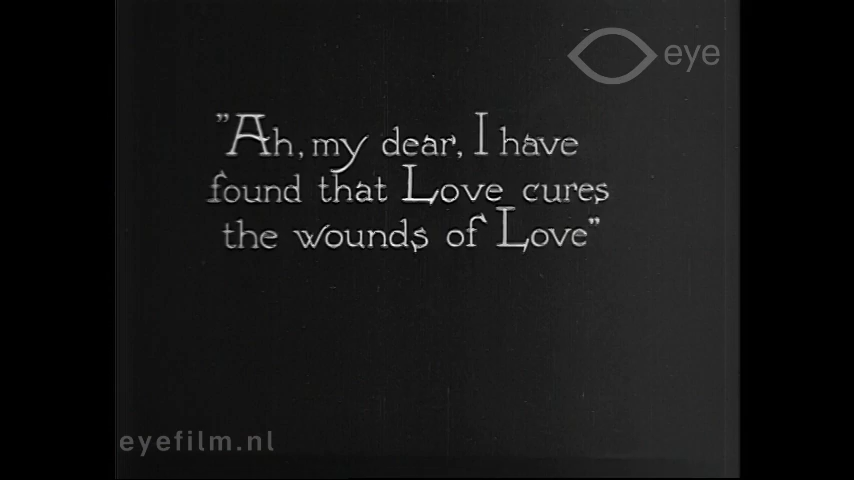 eye
"Ah, my dear, I have
found that Love cures
the wounds of Love"
eyefilm.nl